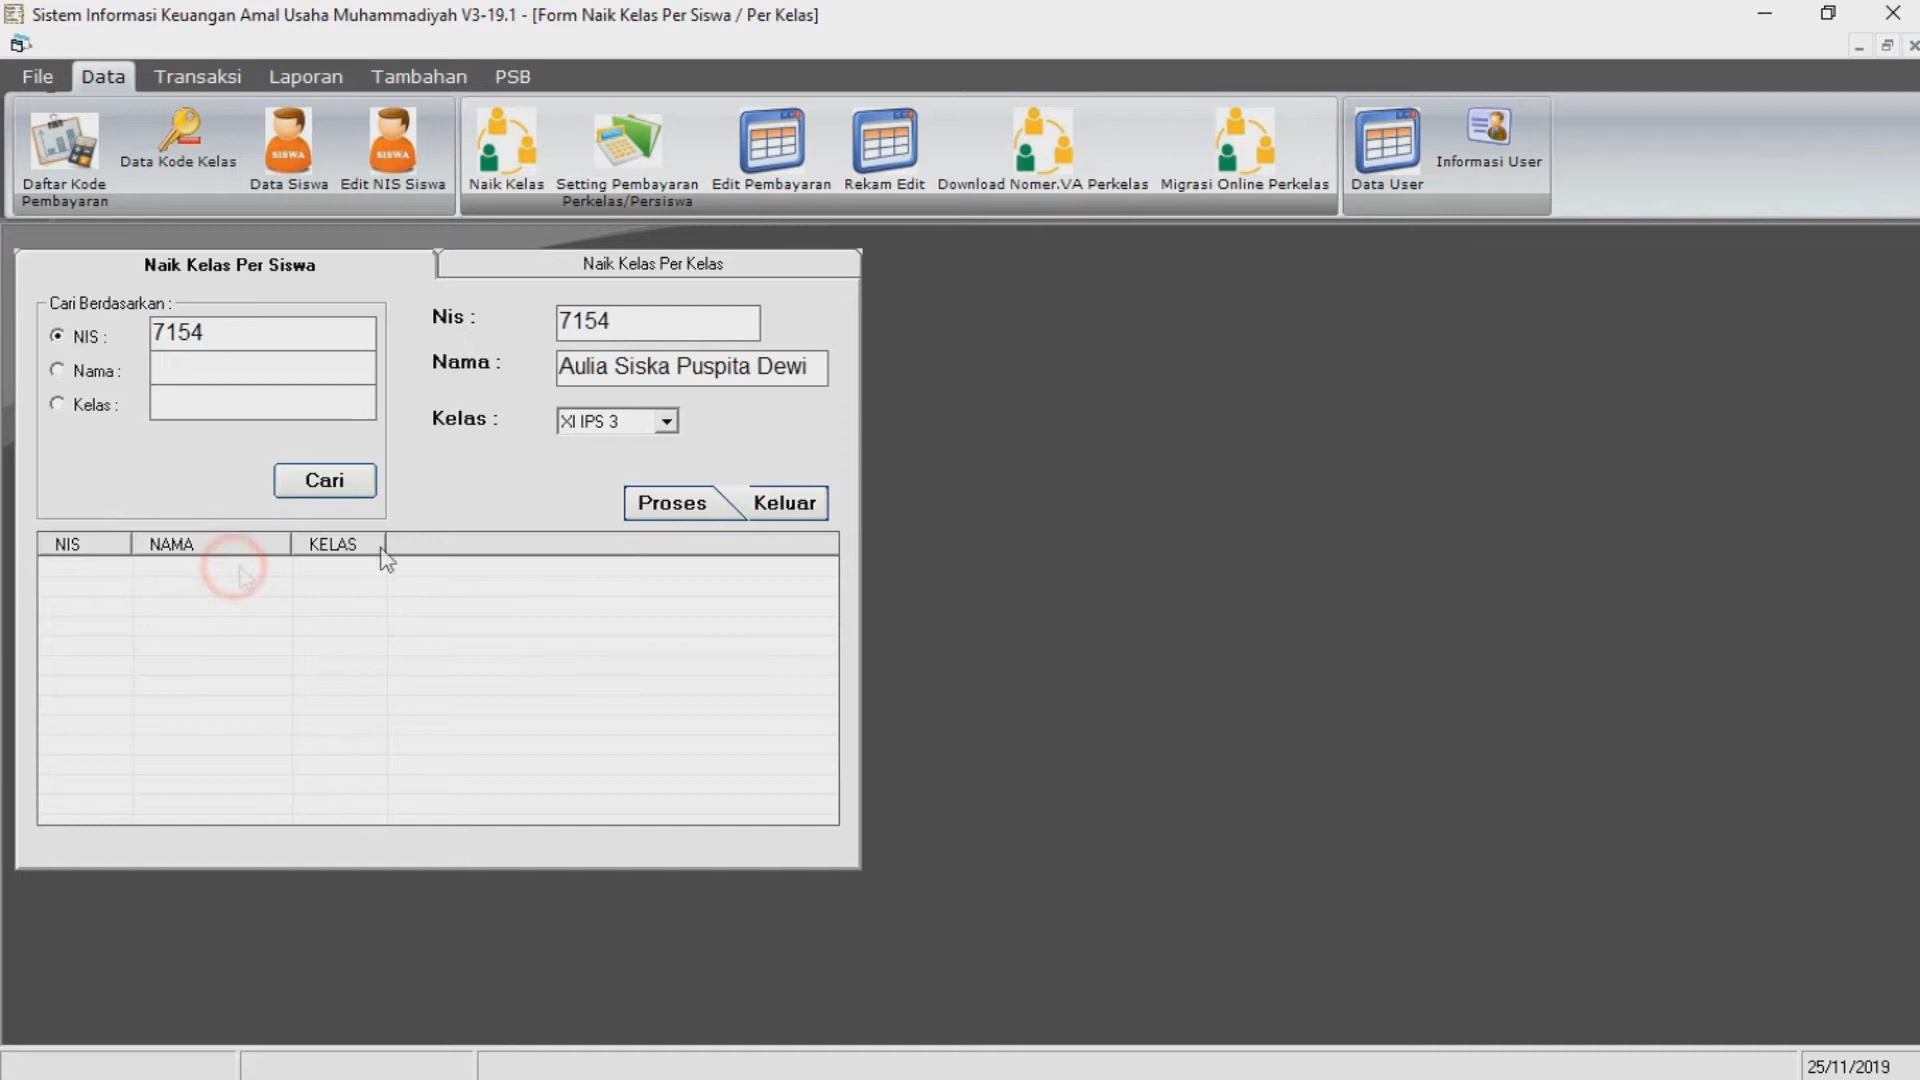 Sistem Informasi Keuangan Amal Usaha Muhammadiyah V3-19.1 - [Form Naik Kelas Per Siswa / Per Kelas]
File Data Transaksi Laporan Tambahan PSB
SISWA SISWA
Daftar Kode
Pembayaran
Data Kode Kelas
Data Siswa
Edit NIS Siswa
Naik Kelas
Setting Pembayaran
Perkelas/Persiswa
Edit Pembayaran
Rekam Edit
Download Nomer.VA Perkelas
Migrasi Online Perkelas
Data User
Informasi User
Naik Kelas Per Siswa
Naik Kelas Per Kelas
Cari Berdasarkan :
NIS : 7154
Nama :
Kelas :
Cari
Nis : 7154
Nama : Aulia Siska Puspita Dewi
Kelas : XI IPS 3
Proses Keluar
NIS NAMA KELAS
25/11/2019